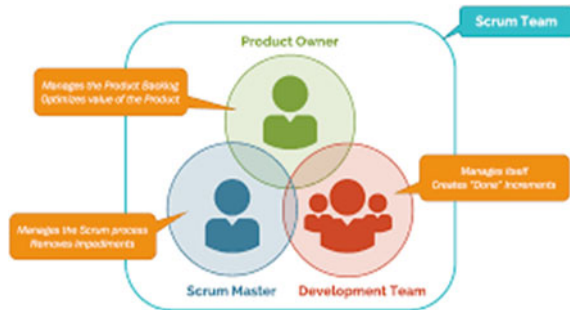 Scrum Team
Product Owner
Manages the Product Backlog
Optimizes value of the Product
Manages itself
Creates "Done" Increments
Manages the Scrum process
Removes Impediments
Scrum Master
Development Team